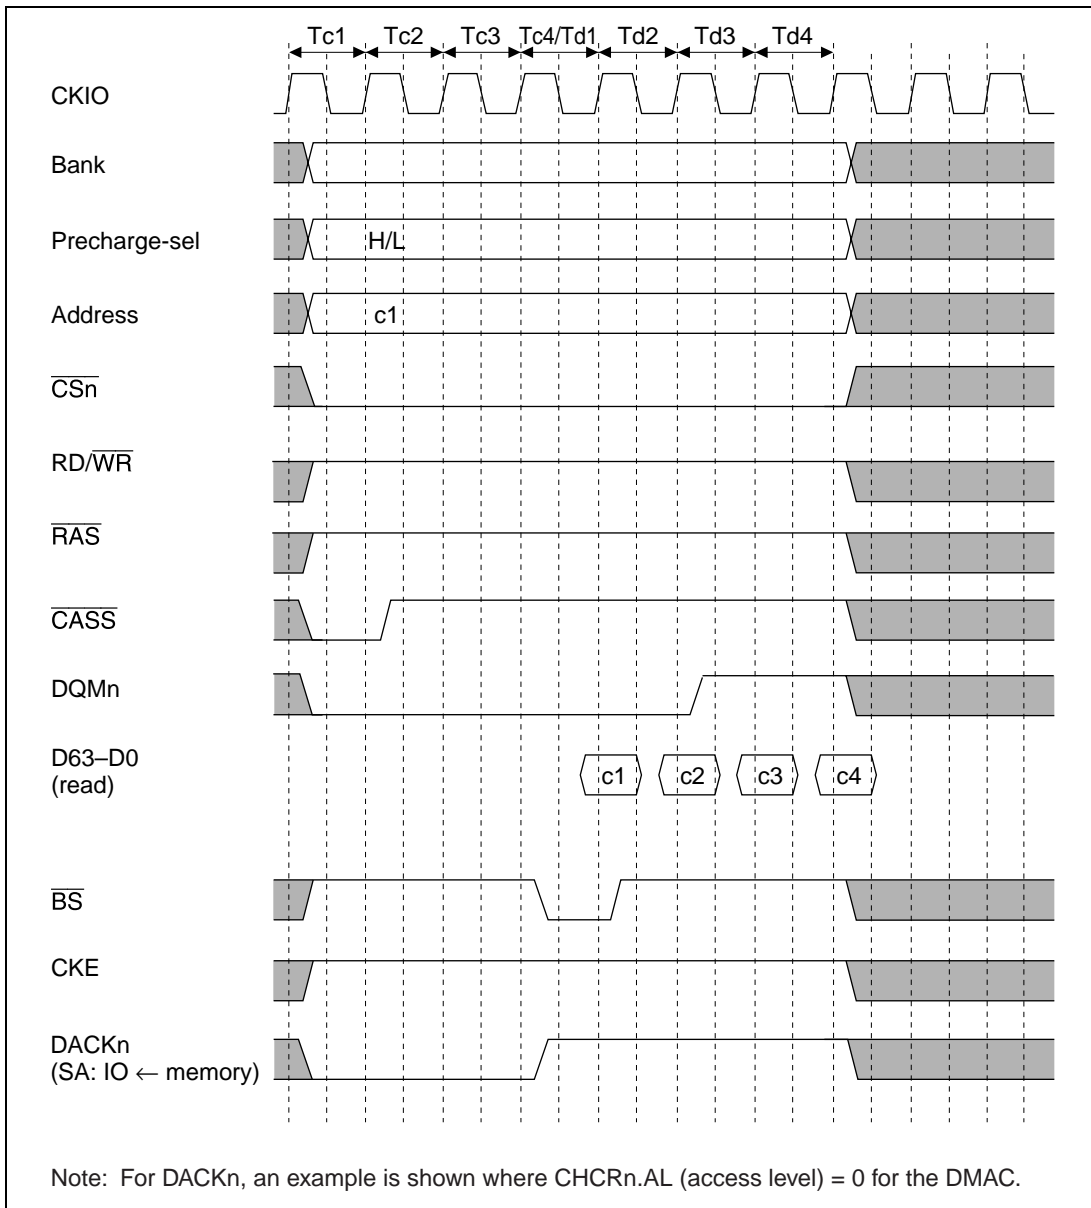 Tc1 Tc2 Tc3 Tc4/Td1 Td2 Td3 Td4
CKIO
Bank
Precharge-sel H/L
Address c1
CSn
RD/WR
RAS
CASS
DQMn
D63–D0
(read) c1 c2 c3 c4
BS
CKE
DACKn
(SA: IO ← memory)
Note: For DACKn, an example is shown where CHCRn.AL (access level) = 0 for the DMAC.